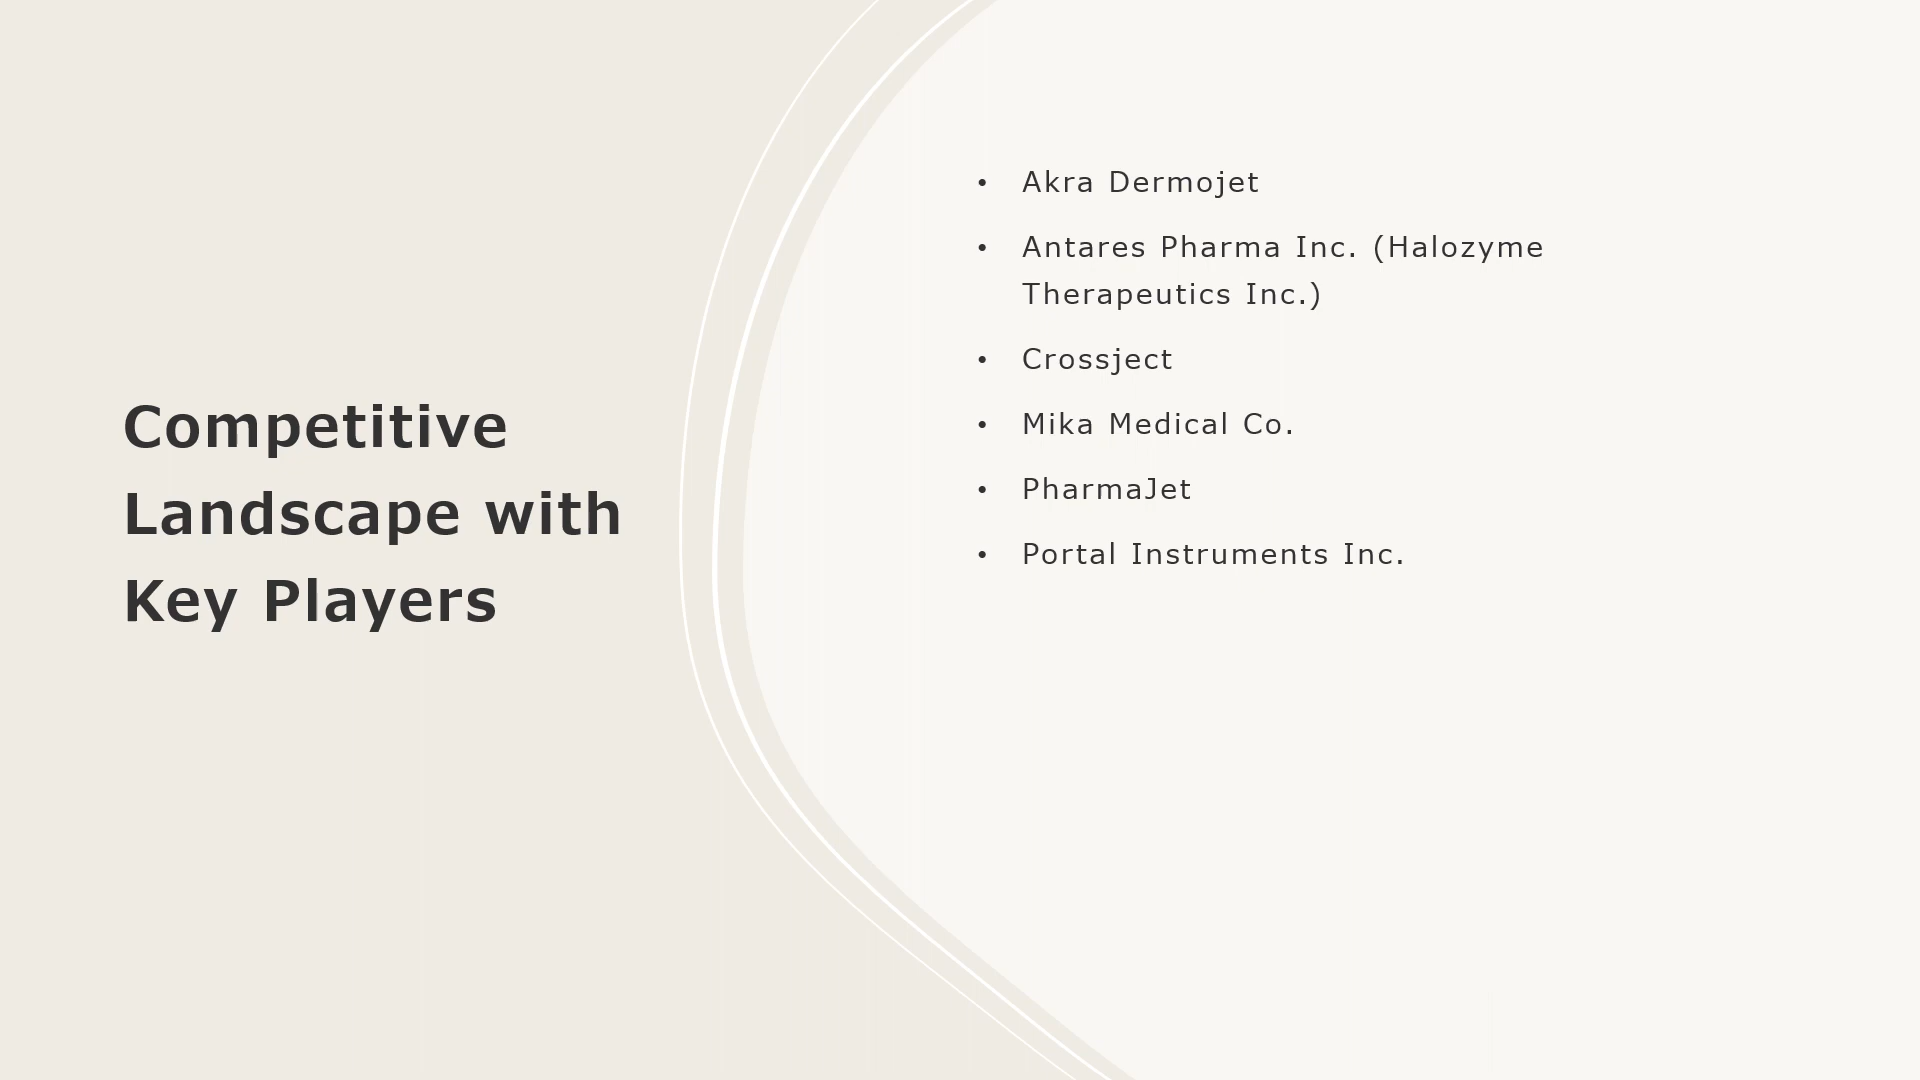 Competitive
Landscape with
Key Players
• Akra Dermojet
• Antares Pharma Inc. (Halozyme
Therapeutics Inc.)
• Crossject
• Mika Medical Co.
• PharmaJet
• Portal Instruments Inc.